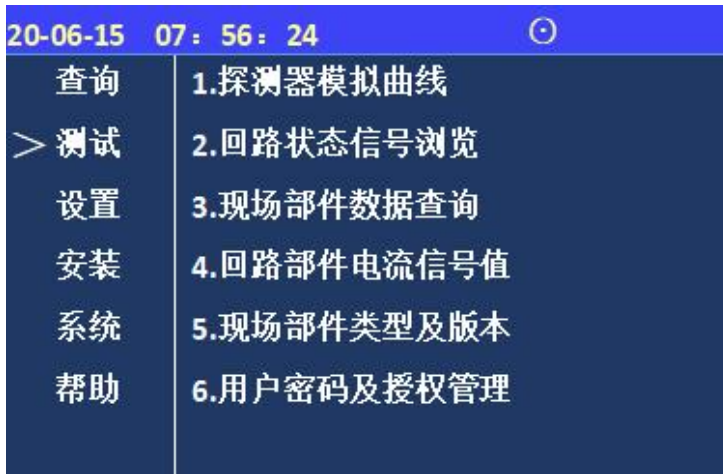 20-06-15 07：56：24
查询
1.探测器模拟曲线
＞测试
2.回路状态信号浏览
设置
3.现场部件数据查询
安装
4.回路部件电流信号值
系统
5.现场部件类型及版本
帮助
6.用户密码及授权管理